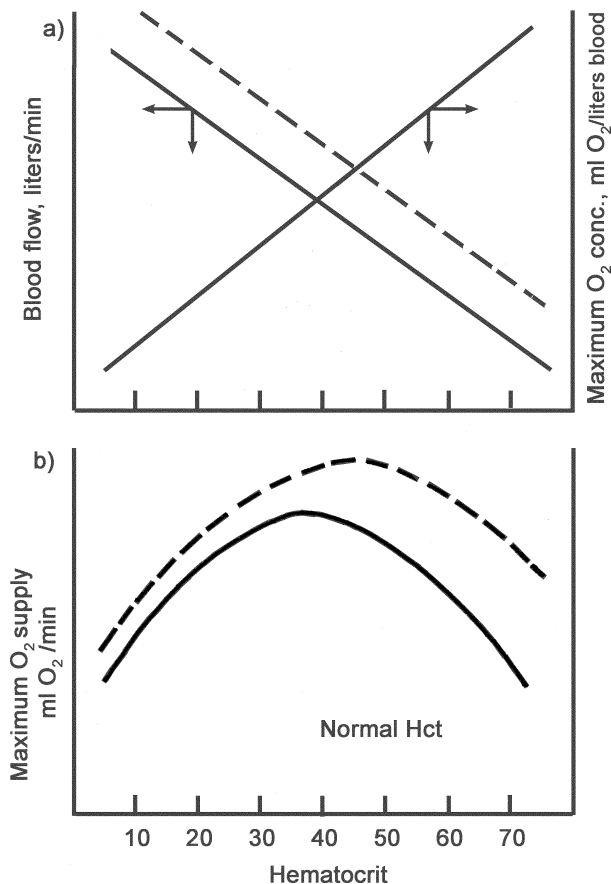 a)
Blood flow, liters/min
Maximum O₂ conc., ml O₂/liters blood
b)
Maximum O₂ supply
ml O₂ /min
Normal Hct
10 20 30 40 50 60 70
Hematocrit